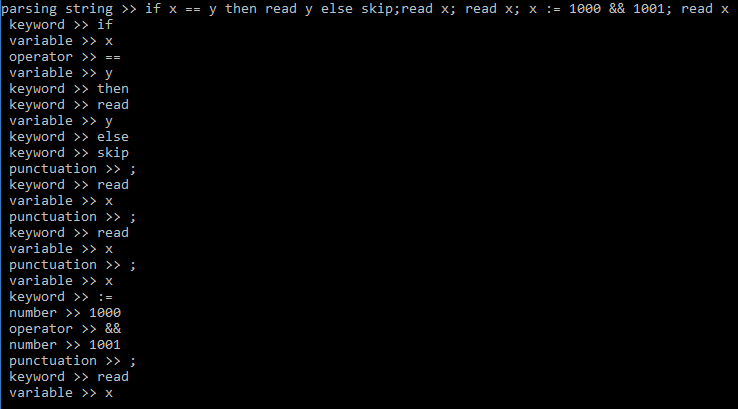 parsing string >> if x == y then read y else skip;read x; read x; x := 1000 && 1001; read x
keyword >> if
variable >> x
operator >> ==
variable >> y
keyword >> then
keyword >> read
variable >> y
keyword >> else
keyword >> skip
punctuation >> ;
keyword >> read
variable >> x
punctuation >> ;
keyword >> read
variable >> x
punctuation >> ;
variable >> x
keyword >> :=
number >> 1000
operator >> &&
number >> 1001
punctuation >> ;
keyword >> read
variable >> x